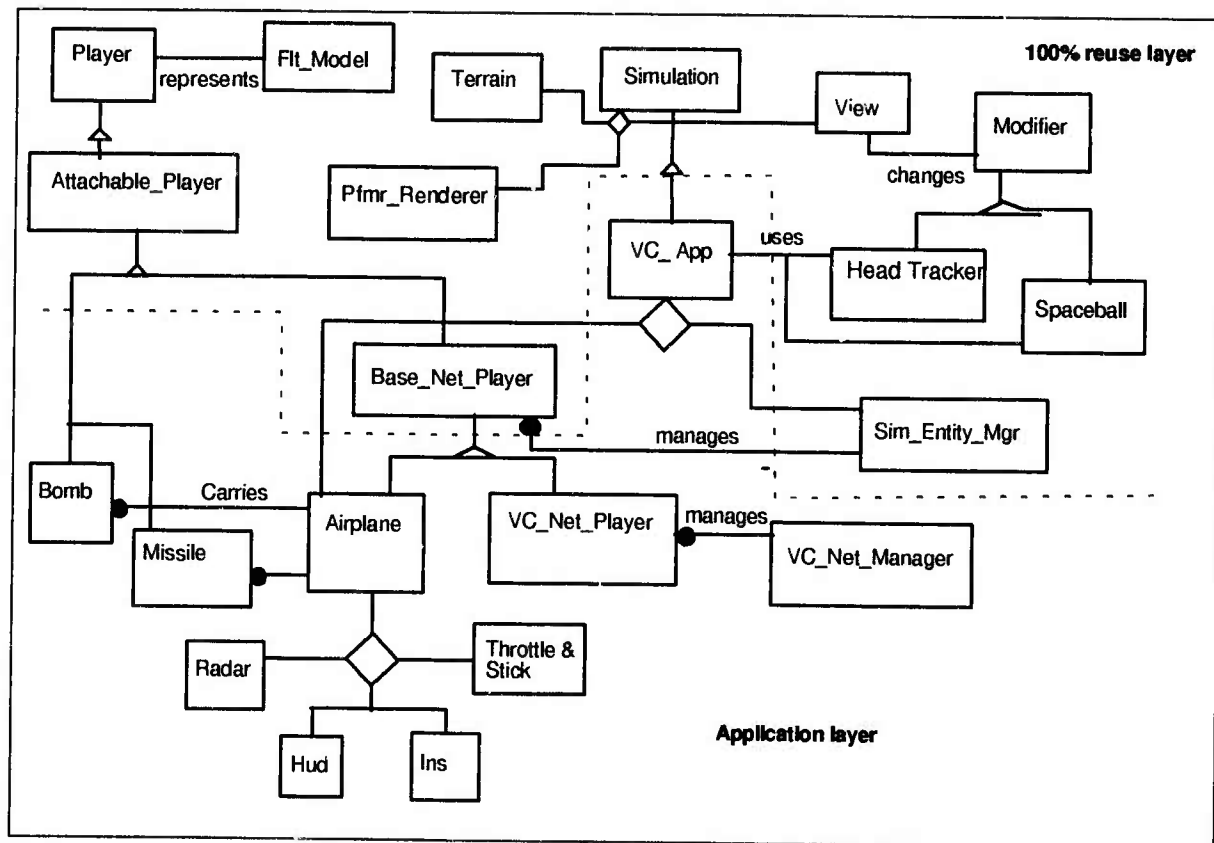 100% reuse layer
Player
represents
Flt_Model
Terrain
Simulation
View
Modifier
changes
Attachable_Player
Pfmr_Renderer
VC_ App
uses
Head Tracker
Spaceball
Base_Net_Player
manages
Sim_Entity_Mgr
Bomb
Carries
Airplane
Missile
VC_Net_Player
manages
VC_Net_Manager
Radar
Throttle &
Stick
Hud
Ins
Application layer